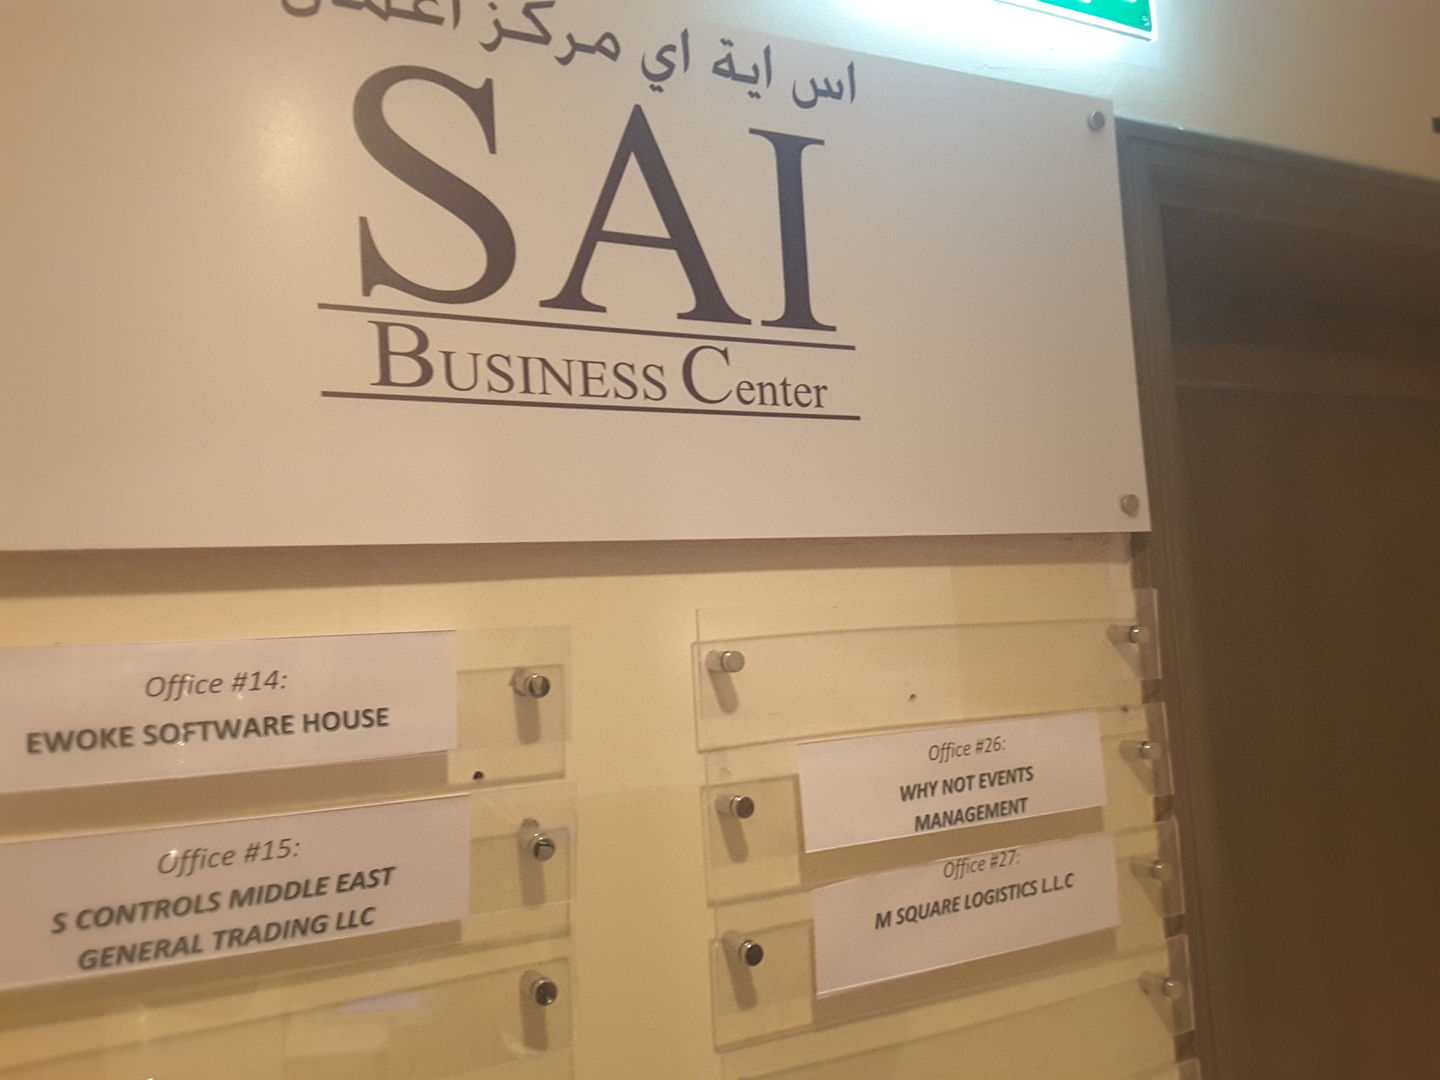 اس اية اي مركز اعمال
SAI
BUSINESS Center
Office #14:
EWOKE SOFTWARE HOUSE
Office #15:
S CONTROLS MIDDLE EAST
GENERAL TRADING LLC
Office #26:
WHY NOT EVENTS
MANAGEMENT
Office #27:
M SQUARE LOGISTICS L.L.C